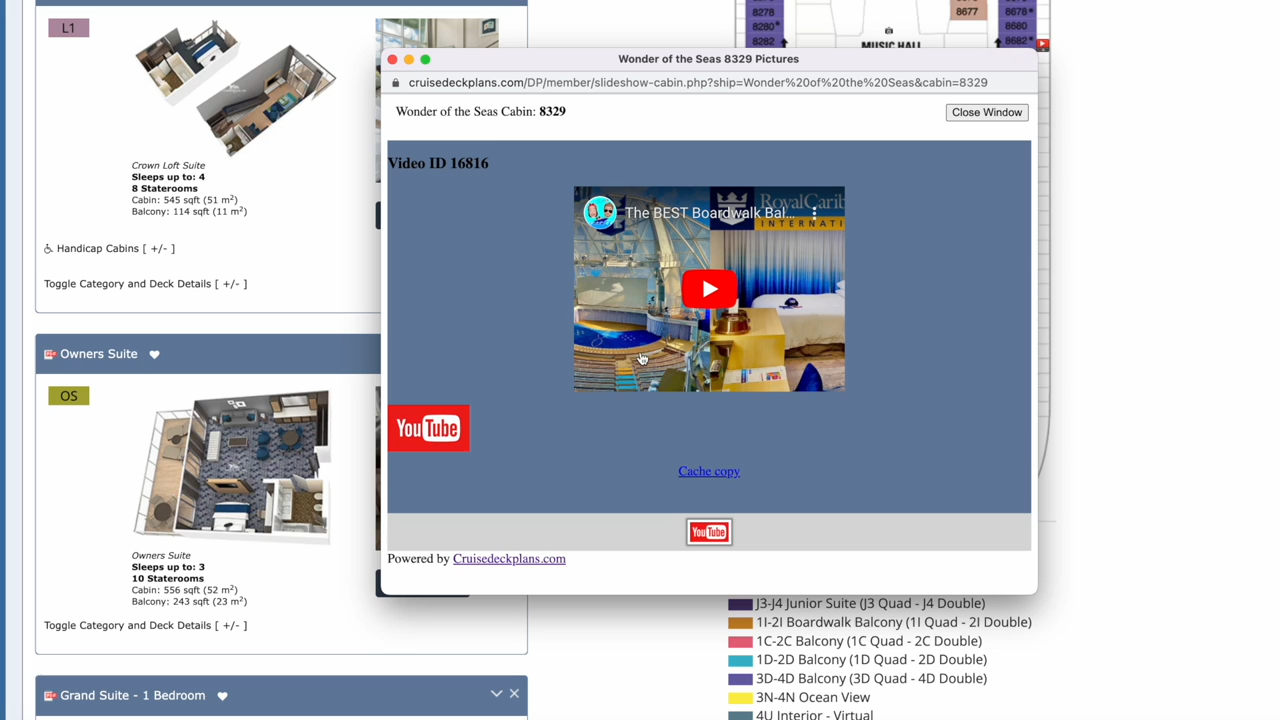 L1
Crown Loft Suite
Sleeps up to: 4
8 Staterooms
Cabin: 545 sqft (51 m²)
Balcony: 114 sqft (11 m²)
Handicap Cabins [ +/- ]
Toggle Category and Deck Details [ +/- ]
Owners Suite
OS
Owners Suite
Sleeps up to: 3
10 Staterooms
Cabin: 556 sqft (52 m²)
Balcony: 243 sqft (23 m²)
Toggle Category and Deck Details [ +/- ]
Grand Suite - 1 Bedroom
8278
8280*
8282
MUSIC HALL
8677
8678*
8680
8682*
Wonder of the Seas 8329 Pictures
cruisedeckplans.com/DP/member/slideshow-cabin.php?ship=Wonder%20of%20the%20Seas&cabin=8329
Wonder of the Seas Cabin: 8329
Close Window
Video ID 16816
The BEST Boardwalk Bal...
RoyalCarib
INTERNATI
YouTube
Cache copy
YouTube
Powered by Cruisedeckplans.com
J3-J4 Junior Suite (J3 Quad - J4 Double)
1I-2I Boardwalk Balcony (1I Quad - 2I Double)
1C-2C Balcony (1C Quad - 2C Double)
1D-2D Balcony (1D Quad - 2D Double)
3D-4D Balcony (3D Quad - 4D Double)
3N-4N Ocean View
4U Interior - Virtual